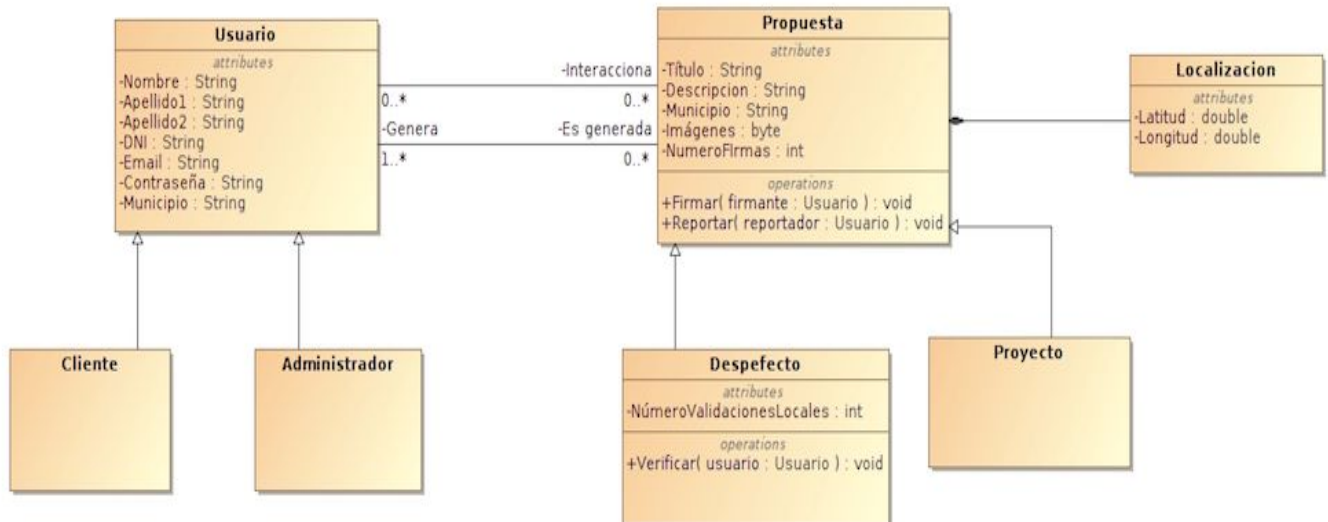 Usuario
attributes
-Nombre : String
-Apellido1 : String
-Apellido2 : String
-DNI : String
-Email : String
-Contraseña : String
-Municipio : String
-Interacciona
0..*
0..*
-Genera
-Es generada
1..*
0..*
Propuesta
attributes
-Título : String
-Descripcion : String
-Municipio : String
-Imágenes : byte
-NumeroFIrmas : int
operations
+Firmar( firmante : Usuario ) : void
+Reportar( reportador : Usuario ) : void
Localizacion
attributes
-Latitud : double
-Longitud : double
Cliente
Administrador
Despefecto
attributes
-NúmeroValidacionesLocales : int
operations
+Verificar( usuario : Usuario ) : void
Proyecto